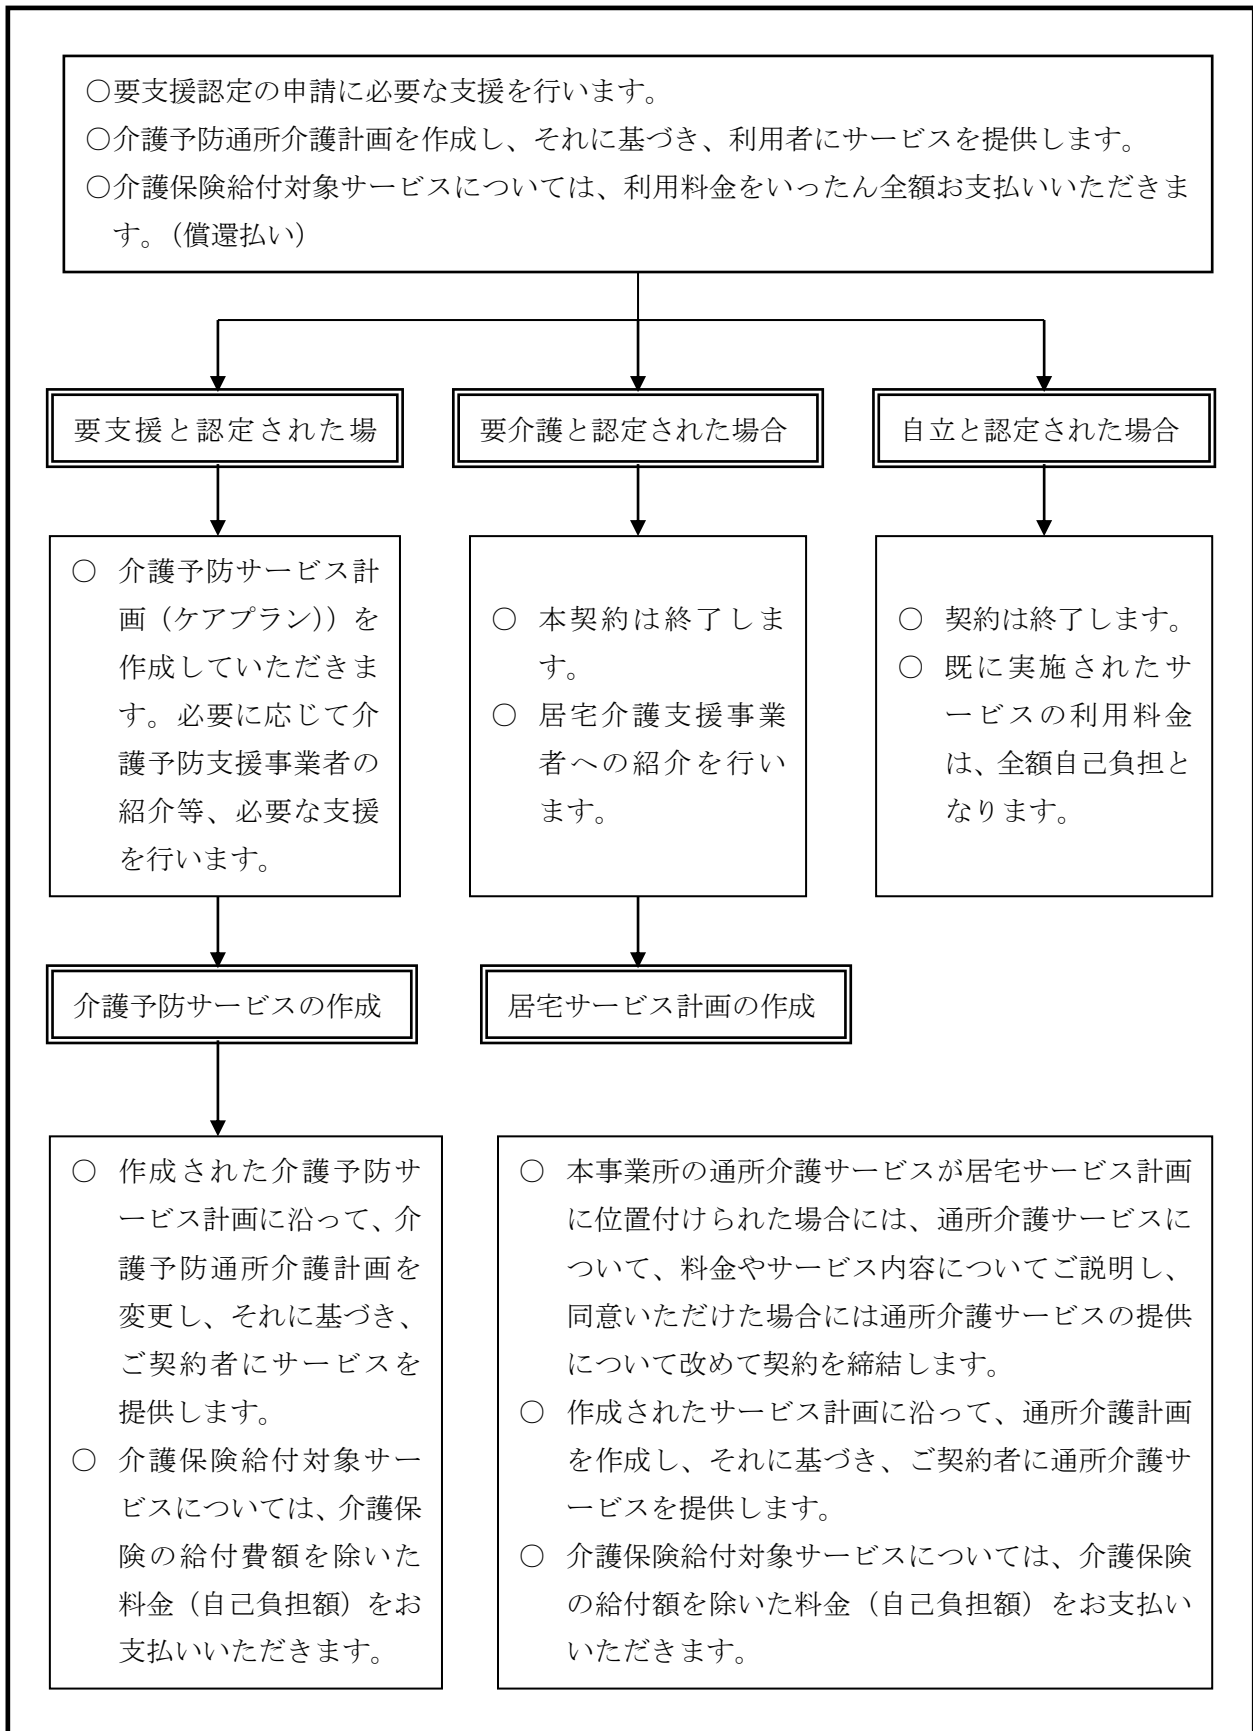 ○要支援認定の申請に必要な支援を行います。
○介護予防通所介護計画を作成し、それに基づき、利用者にサービスを提供します。
○介護保険給付対象サービスについては、利用料金をいったん全額お支払いいただきま
す。（償還払い）
要支援と認定された場
要介護と認定された場合
自立と認定された場合
○ 介護予防サービス計
画（ケアプラン)）を
作成していただきま
す。必要に応じて介
護予防支援事業者の
紹介等、必要な支援
を行います。
○ 本契約は終了しま
す。
○ 居宅介護支援事業
者への紹介を行い
ます。
○ 契約は終了します。
○ 既に実施されたサ
ービスの利用料金
は、全額自己負担と
なります。
介護予防サービスの作成
居宅サービス計画の作成
○ 作成された介護予防サ
ービス計画に沿って、介
護予防通所介護計画を
変更し、それに基づき、
ご契約者にサービスを
提供します。
○ 介護保険給付対象サー
ビスについては、介護保
険の給付費額を除いた
料金（自己負担額）をお
支払いいただきます。
○ 本事業所の通所介護サービスが居宅サービス計画
に位置付けられた場合には、通所介護サービスに
ついて、料金やサービス内容についてご説明し、
同意いただけた場合には通所介護サービスの提供
について改めて契約を締結します。
○ 作成されたサービス計画に沿って、通所介護計画
を作成し、それに基づき、ご契約者に通所介護サ
ービスを提供します。
○ 介護保険給付対象サービスについては、介護保険
の給付額を除いた料金（自己負担額）をお支払い
いただきます。